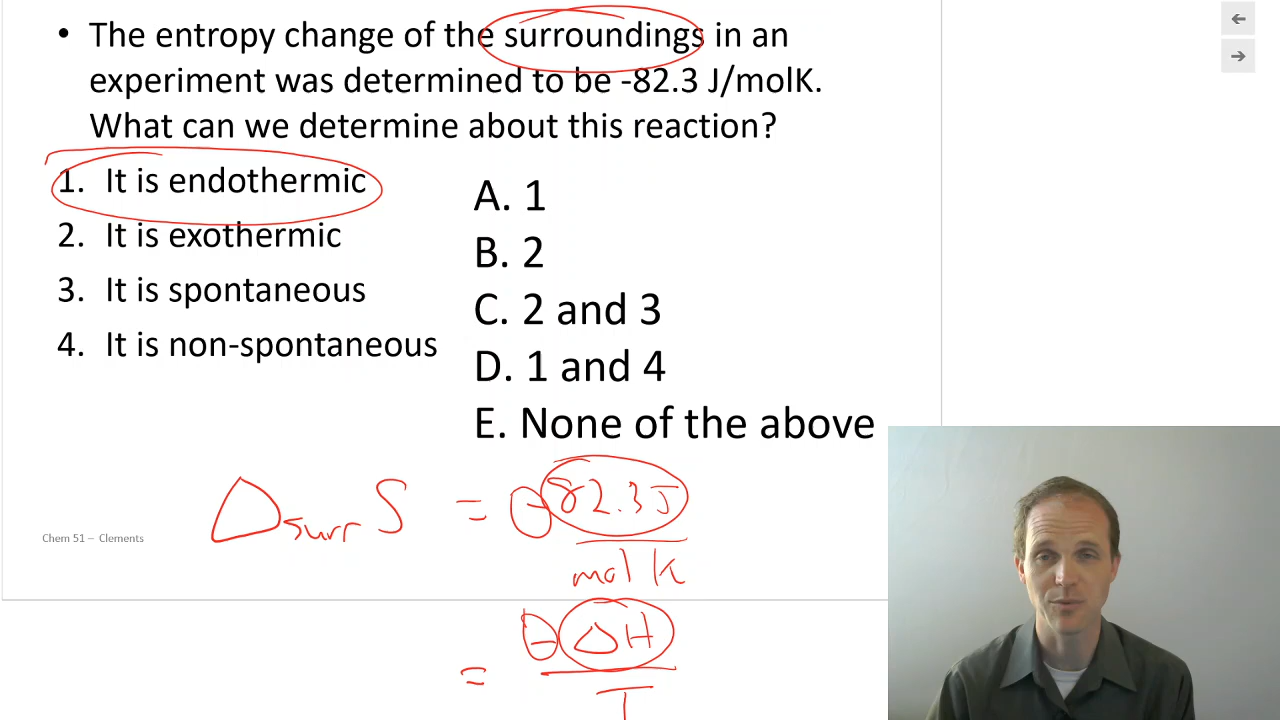 • The entropy change of the surroundings in an
experiment was determined to be -82.3 J/molK.
What can we determine about this reaction?
1. It is endothermic
2. It is exothermic
3. It is spontaneous
4. It is non-spontaneous
A. 1
B. 2
C. 2 and 3
D. 1 and 4
E. None of the above
Δsurr S = - 82.3 J
mol K
= - ΔH
T
Chem 51 – Clements